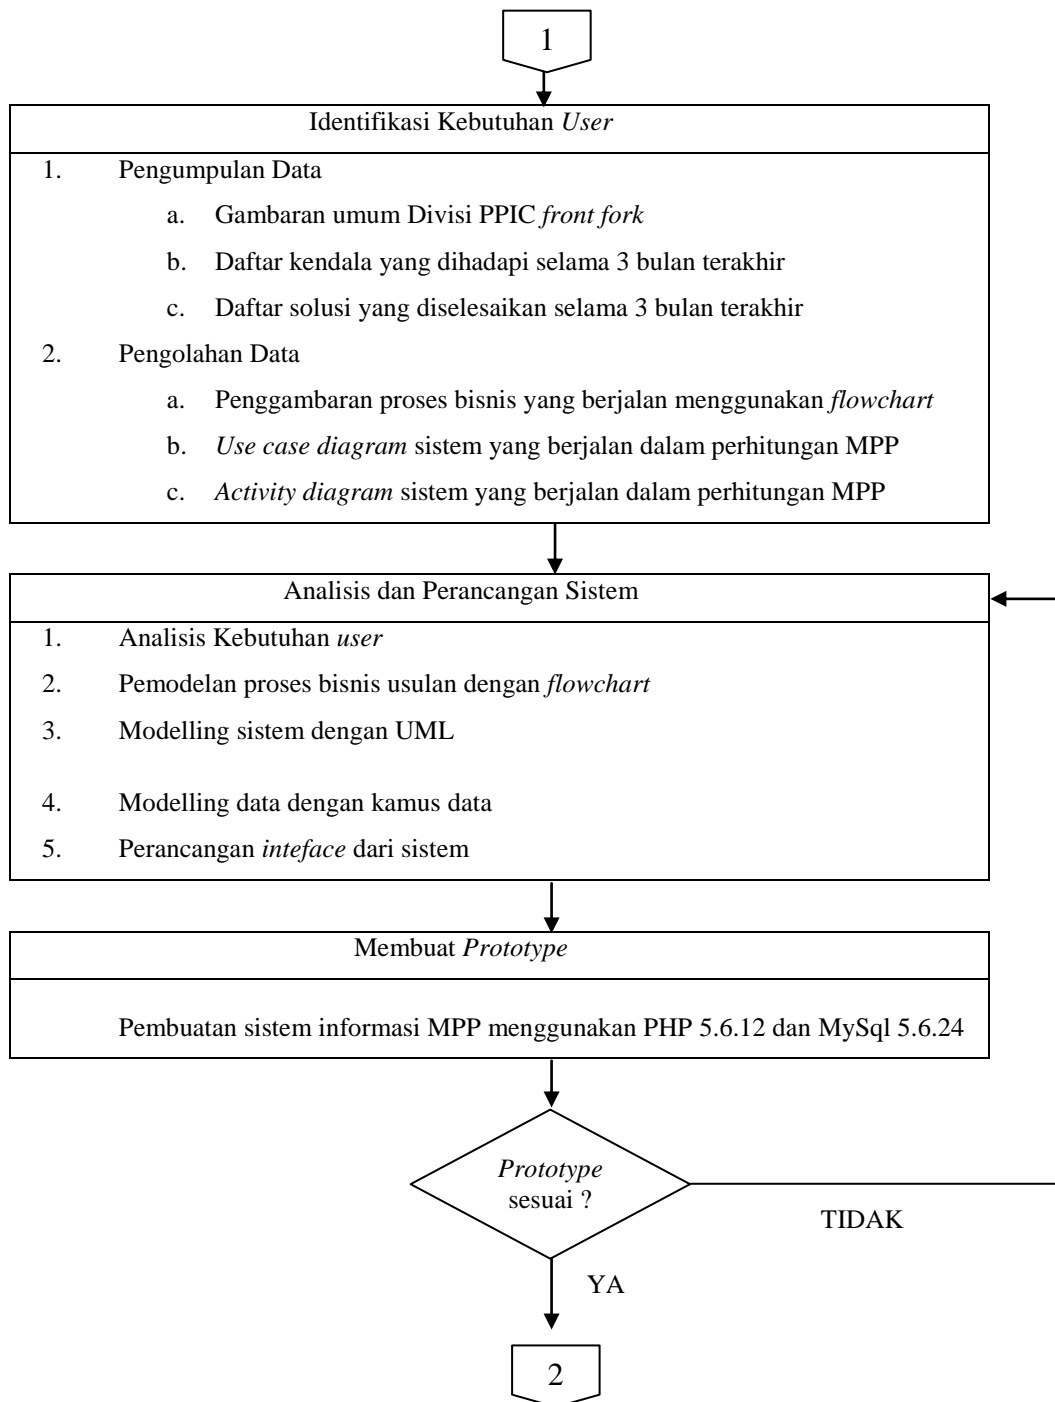 1
Identifikasi Kebutuhan User
1. Pengumpulan Data
a. Gambaran umum Divisi PPIC front fork
b. Daftar kendala yang dihadapi selama 3 bulan terakhir
c. Daftar solusi yang diselesaikan selama 3 bulan terakhir
2. Pengolahan Data
a. Penggambaran proses bisnis yang berjalan menggunakan flowchart
b. Use case diagram sistem yang berjalan dalam perhitungan MPP
c. Activity diagram sistem yang berjalan dalam perhitungan MPP
Analisis dan Perancangan Sistem
1. Analisis Kebutuhan user
2. Pemodelan proses bisnis usulan dengan flowchart
3. Modelling sistem dengan UML
4. Modelling data dengan kamus data
5. Perancangan inteface dari sistem
Membuat Prototype
Pembuatan sistem informasi MPP menggunakan PHP 5.6.12 dan MySql 5.6.24
Prototype
sesuai ?
TIDAK
YA
2